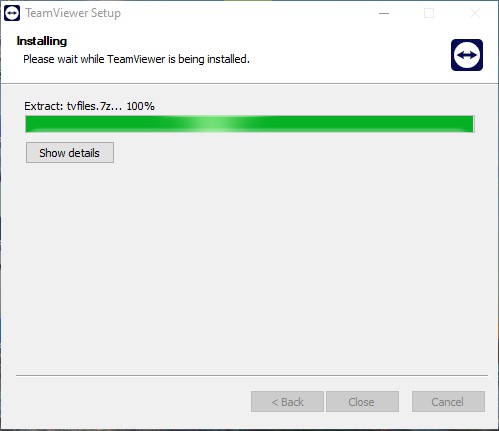 TeamViewer Setup
Installing
Please wait while TeamViewer is being installed.
Extract: tvfiles.7z... 100%
Show details
< Back
Close
Cancel